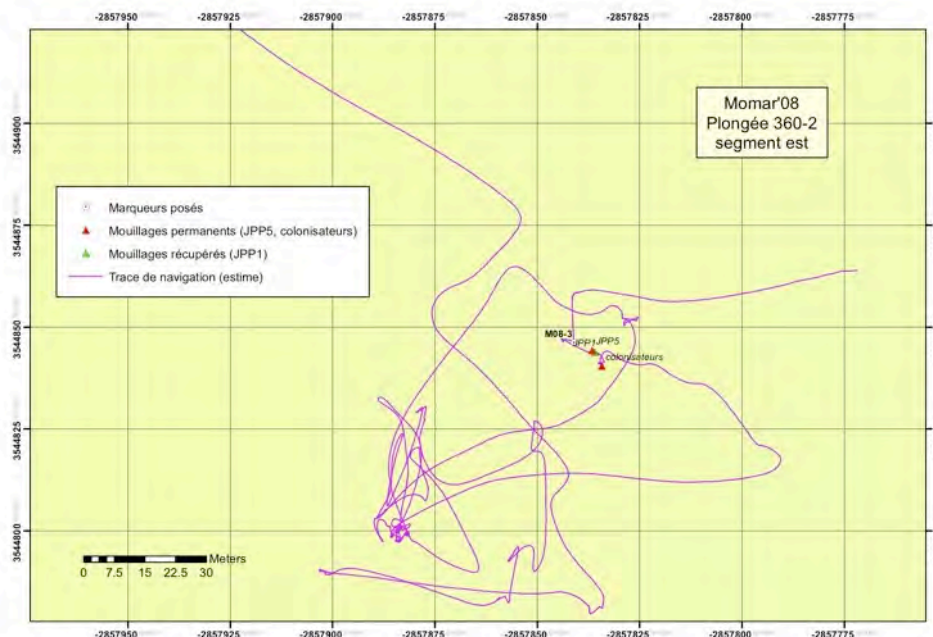 -2857950 -2857925 -2857900 -2857875 -2857850 -2857825 -2857800 -2857775
Momar'08
Plongée 360-2
segment est
3544900
3544875
3544850
3544825
3544800
Marqueurs posés
Mouillages permanents (JPP5, colonisateurs)
Mouillages récupérés (JPP1)
Trace de navigation (estime)
M08-3
JPP1 JPP5
colonisateurs
Meters
0 7.5 15 22.5 30
-2857950 -2857925 -2857900 -2857875 -2857850 -2857825 -2857800 -2857775